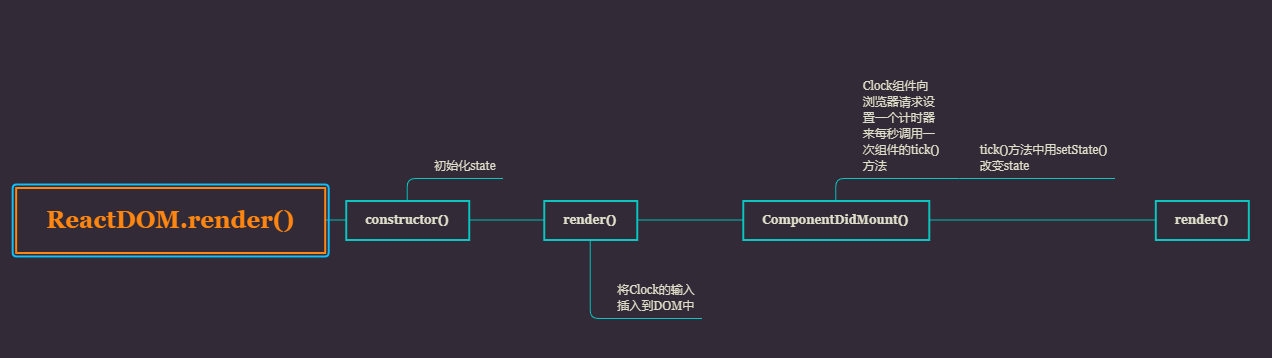 ReactDOM.render()
constructor()
初始化state
render()
将Clock的输入
插入到DOM中
ComponentDidMount()
Clock组件向
浏览器请求设
置一个计时器
来每秒调用一
次组件的tick()
方法
tick()方法中用setState()
改变state
render()